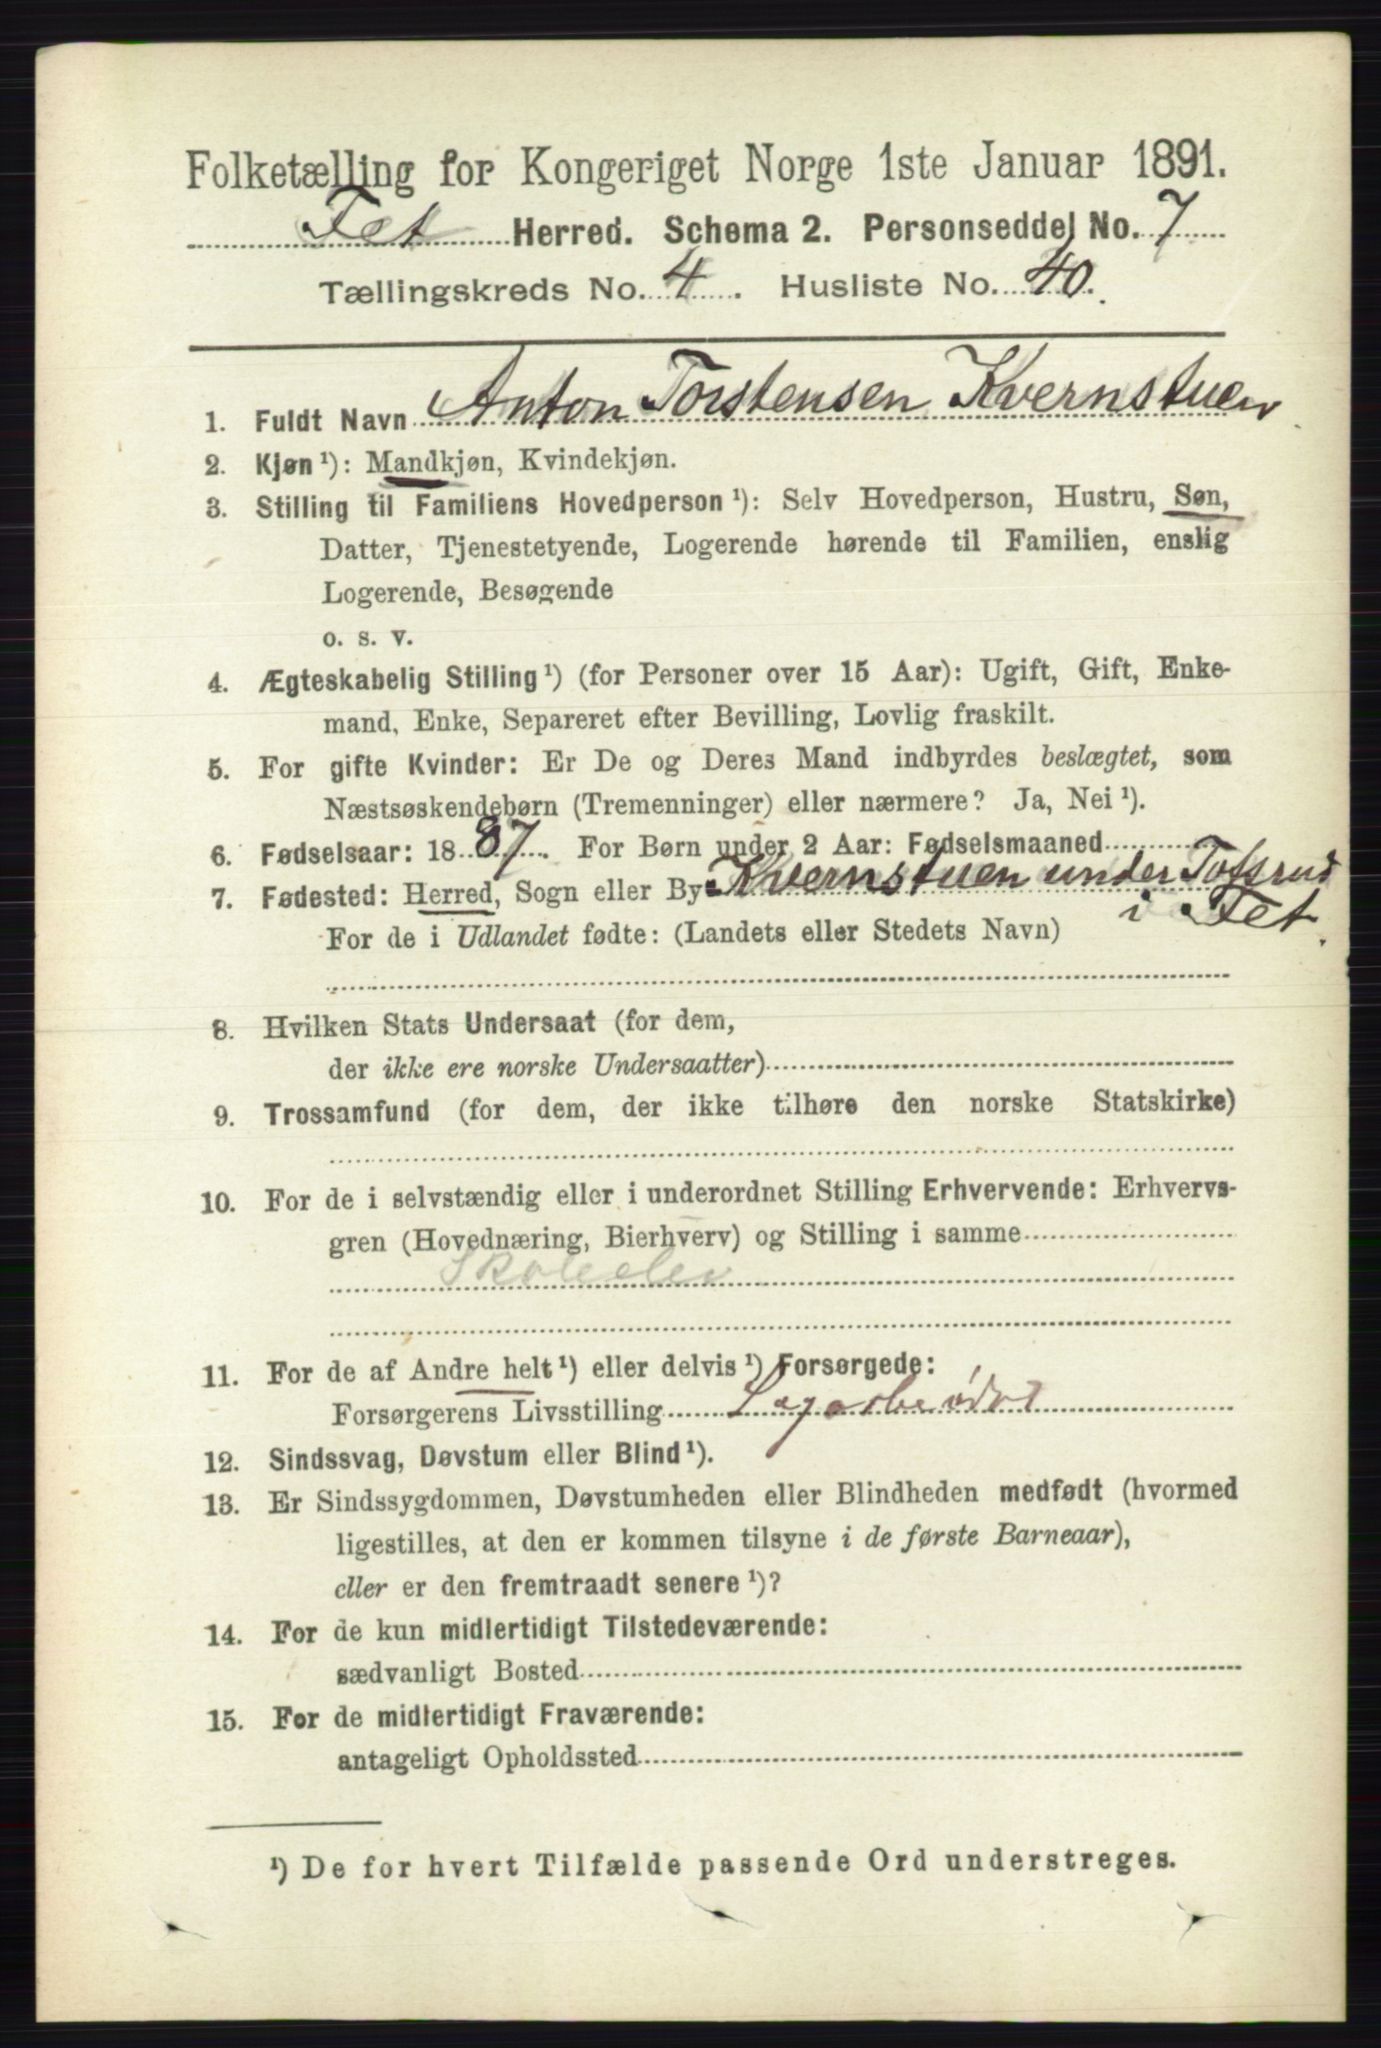 Folketælling for Kongeriget Norge 1ste Januar 1891.
Fet Herred. Schema 2. Personseddel No. 7
Tællingskreds No. 4. Husliste No. 40.
1. Fuldt Navn Anton Torstensen Kvernstuen
2. Kjøn ¹): Mandkjøn, Kvindekjøn.
3. Stilling til Familiens Hovedperson ¹): Selv Hovedperson, Hustru, Søn,
Datter, Tjenestetyende, Logerende hørende til Familien, enslig
Logerende, Besøgende
o. s. v.
4. Ægteskabelig Stilling ¹) (for Personer over 15 Aar): Ugift, Gift, Enke-
mand, Enke, Separeret efter Bevilling, Lovlig fraskilt.
5. For gifte Kvinder: Er De og Deres Mand indbyrdes beslægtet, som
Næstsøskendebørn (Tremenninger) eller nærmere? Ja, Nei ¹).
6. Fødselsaar: 1887. For Børn under 2 Aar: Fødselsmaaned
7. Fødested: Herred, Sogn eller By Kvernstuen under Tofsrud
i Fet.
For de i Udlandet fødte: (Landets eller Stedets Navn)
8. Hvilken Stats Undersaat (for dem,
der ikke ere norske Undersaatter)
9. Trossamfund (for dem, der ikke tilhøre den norske Statskirke)
10. For de i selvstændig eller i underordnet Stilling Erhvervende: Erhvervs-
gren (Hovednæring, Bierhverv) og Stilling i samme
Skoleelev
11. For de af Andre helt ¹) eller delvis ¹) Forsørgede:
Forsørgerens Livsstilling
12. Sindssvag, Døvstum eller Blind ¹).
13. Er Sindssygdommen, Døvstumheden eller Blindheden medfødt (hvormed
ligestilles, at den er kommen tilsyne i de første Barneaar),
eller er den fremtraadt senere ¹)?
14. For de kun midlertidigt Tilstedeværende:
sædvanligt Bosted
15. For de midlertidigt Fraværende:
antageligt Opholdssted
¹) De for hvert Tilfælde passende Ord understreges.